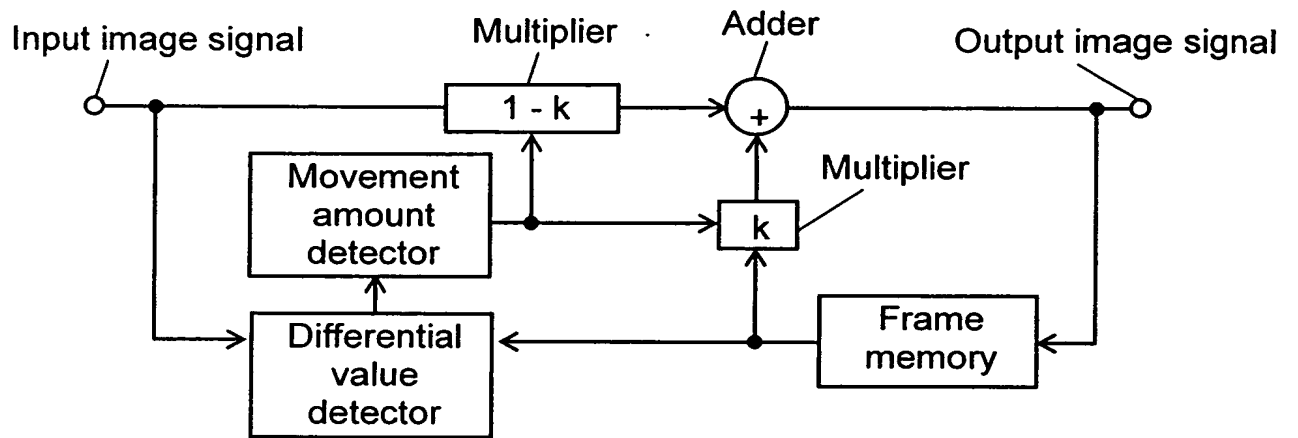 Input image signal
Multiplier
Adder
Output image signal
1 - k
+
Movement
amount
detector
Multiplier
k
Differential
value
detector
Frame
memory